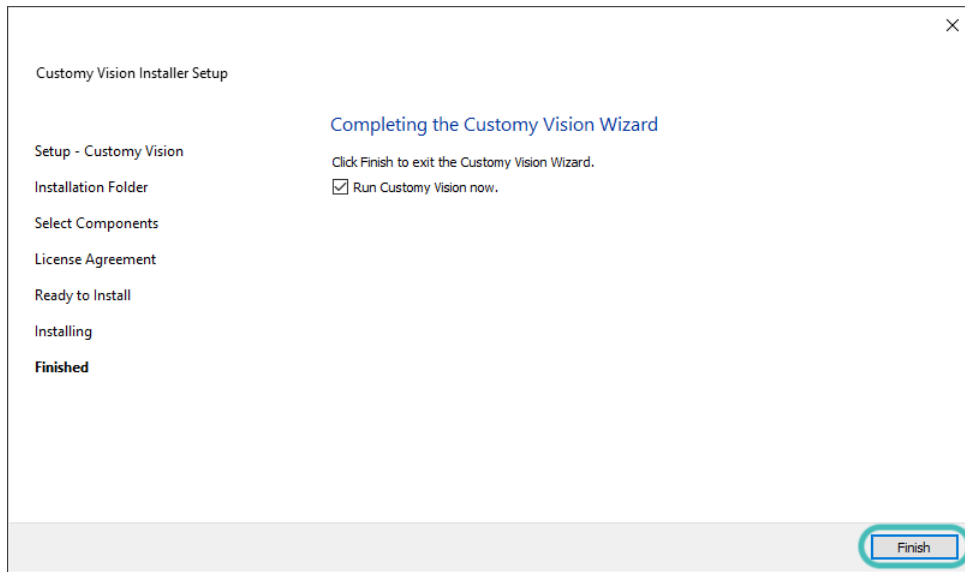 Customy Vision Installer Setup
Setup - Customy Vision
Installation Folder
Select Components
License Agreement
Ready to Install
Installing
Finished
Completing the Customy Vision Wizard
Click Finish to exit the Customy Vision Wizard.
Run Customy Vision now.
Finish